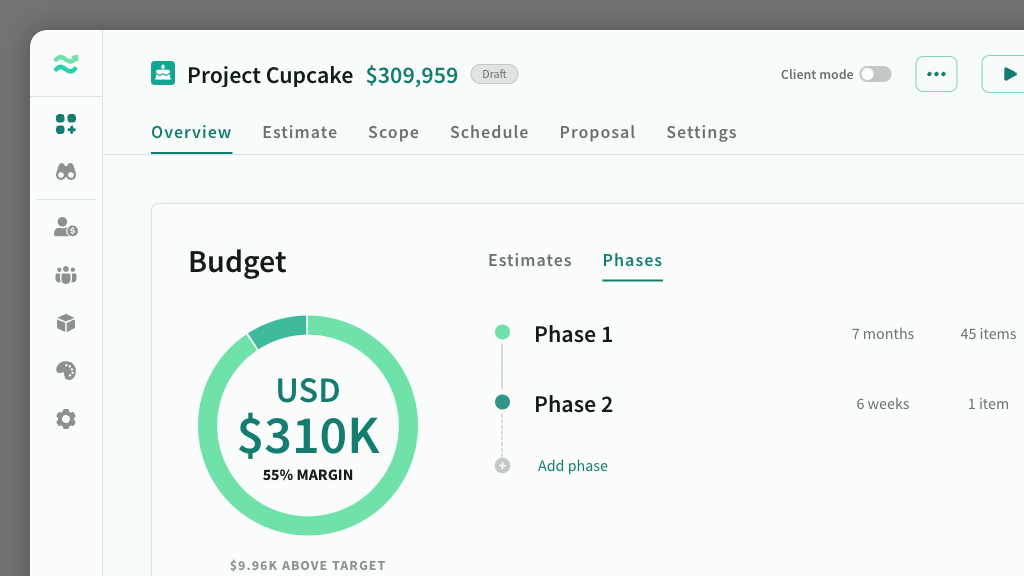 Project Cupcake $309,959 Draft
Client mode
Overview Estimate Scope Schedule Proposal Settings
Budget
Estimates Phases
Phase 1 7 months 45 items
Phase 2 6 weeks 1 item
Add phase
USD
$310K
55% MARGIN
$9.96K ABOVE TARGET